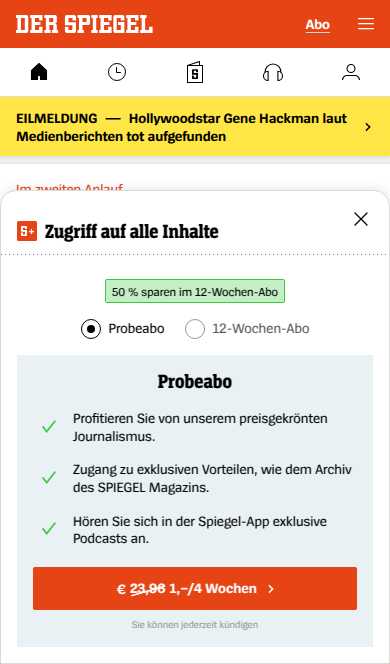 DER SPIEGEL
Abo
EILMELDUNG — Hollywoodstar Gene Hackman laut
Medienberichten tot aufgefunden
Im zweiten Anlauf
S+ Zugriff auf alle Inhalte
50 % sparen im 12-Wochen-Abo
Probeabo 12-Wochen-Abo
Probeabo
Profitieren Sie von unserem preisgekrönten
Journalismus.
Zugang zu exklusiven Vorteilen, wie dem Archiv
des SPIEGEL Magazins.
Hören Sie sich in der Spiegel-App exklusive
Podcasts an.
€ 23,96 1,–/4 Wochen
Sie können jederzeit kündigen